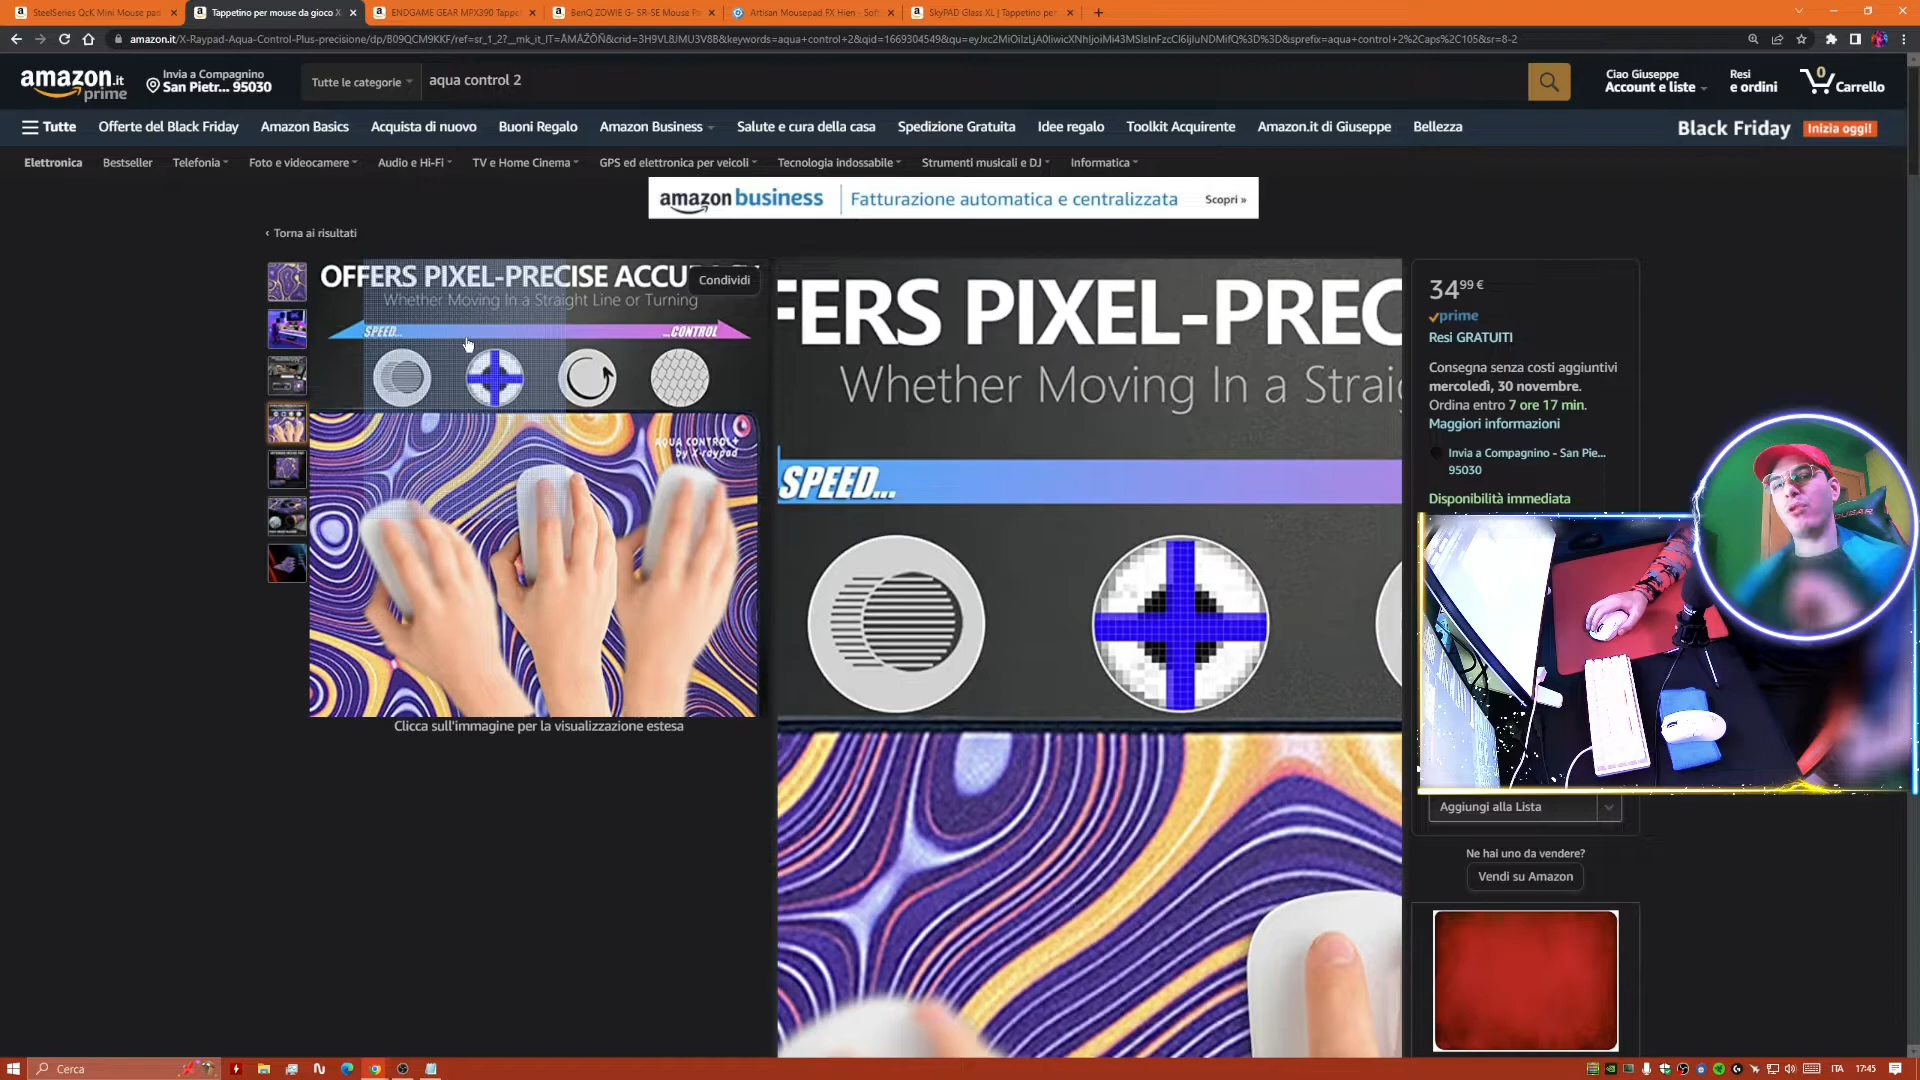 SteelSeries QcK Mini Mouse pad
Tappetino per mouse da gioco X
ENDGAME GEAR MPX390 Tappet
BenQ ZOWIE G- SR-SE Mouse P
Artisan Mousepad FX Hien - Soft
SkyPAD Glass XL | Tappetino per
amazon.it
prime
Invia a Compagnino
San Pietr... 95030
Tutte le categorie
aqua control 2
Ciao Giuseppe
Account e liste
Resi
e ordini
0
Carrello
Tutte
Offerte del Black Friday
Amazon Basics
Acquista di nuovo
Buoni Regalo
Amazon Business
Salute e cura della casa
Spedizione Gratuita
Idee regalo
Toolkit Acquirente
Amazon.it di Giuseppe
Bellezza
Black Friday
Inizia oggi!
Elettronica
Bestseller
Telefonia
Foto e videocamere
Audio e Hi-Fi
TV e Home Cinema
GPS ed elettronica per veicoli
Tecnologia indossabile
Strumenti musicali e DJ
Informatica
amazon business
Fatturazione automatica e centralizzata
Scopri »
‹ Torna ai risultati
OFFERS PIXEL-PRECISE
Condividi
Whether Moving In a Straight Line or Turning
SPEED...
...CONTROL
AQUA CONTROL+
by X-raypad
Clicca sull'immagine per la visualizzazione estesa
FERS PIXEL-PREC
Whether Moving In a Straig
SPEED...
34,99 €
prime
Resi GRATUITI
Consegna senza costi aggiuntivi
mercoledì, 30 novembre.
Ordina entro 7 ore 17 min.
Maggiori informazioni
Invia a Compagnino - San Pie...
95030
Disponibilità immediata
Aggiungi alla Lista
Ne hai uno da vendere?
Vendi su Amazon
Cerca
ITA
17:45